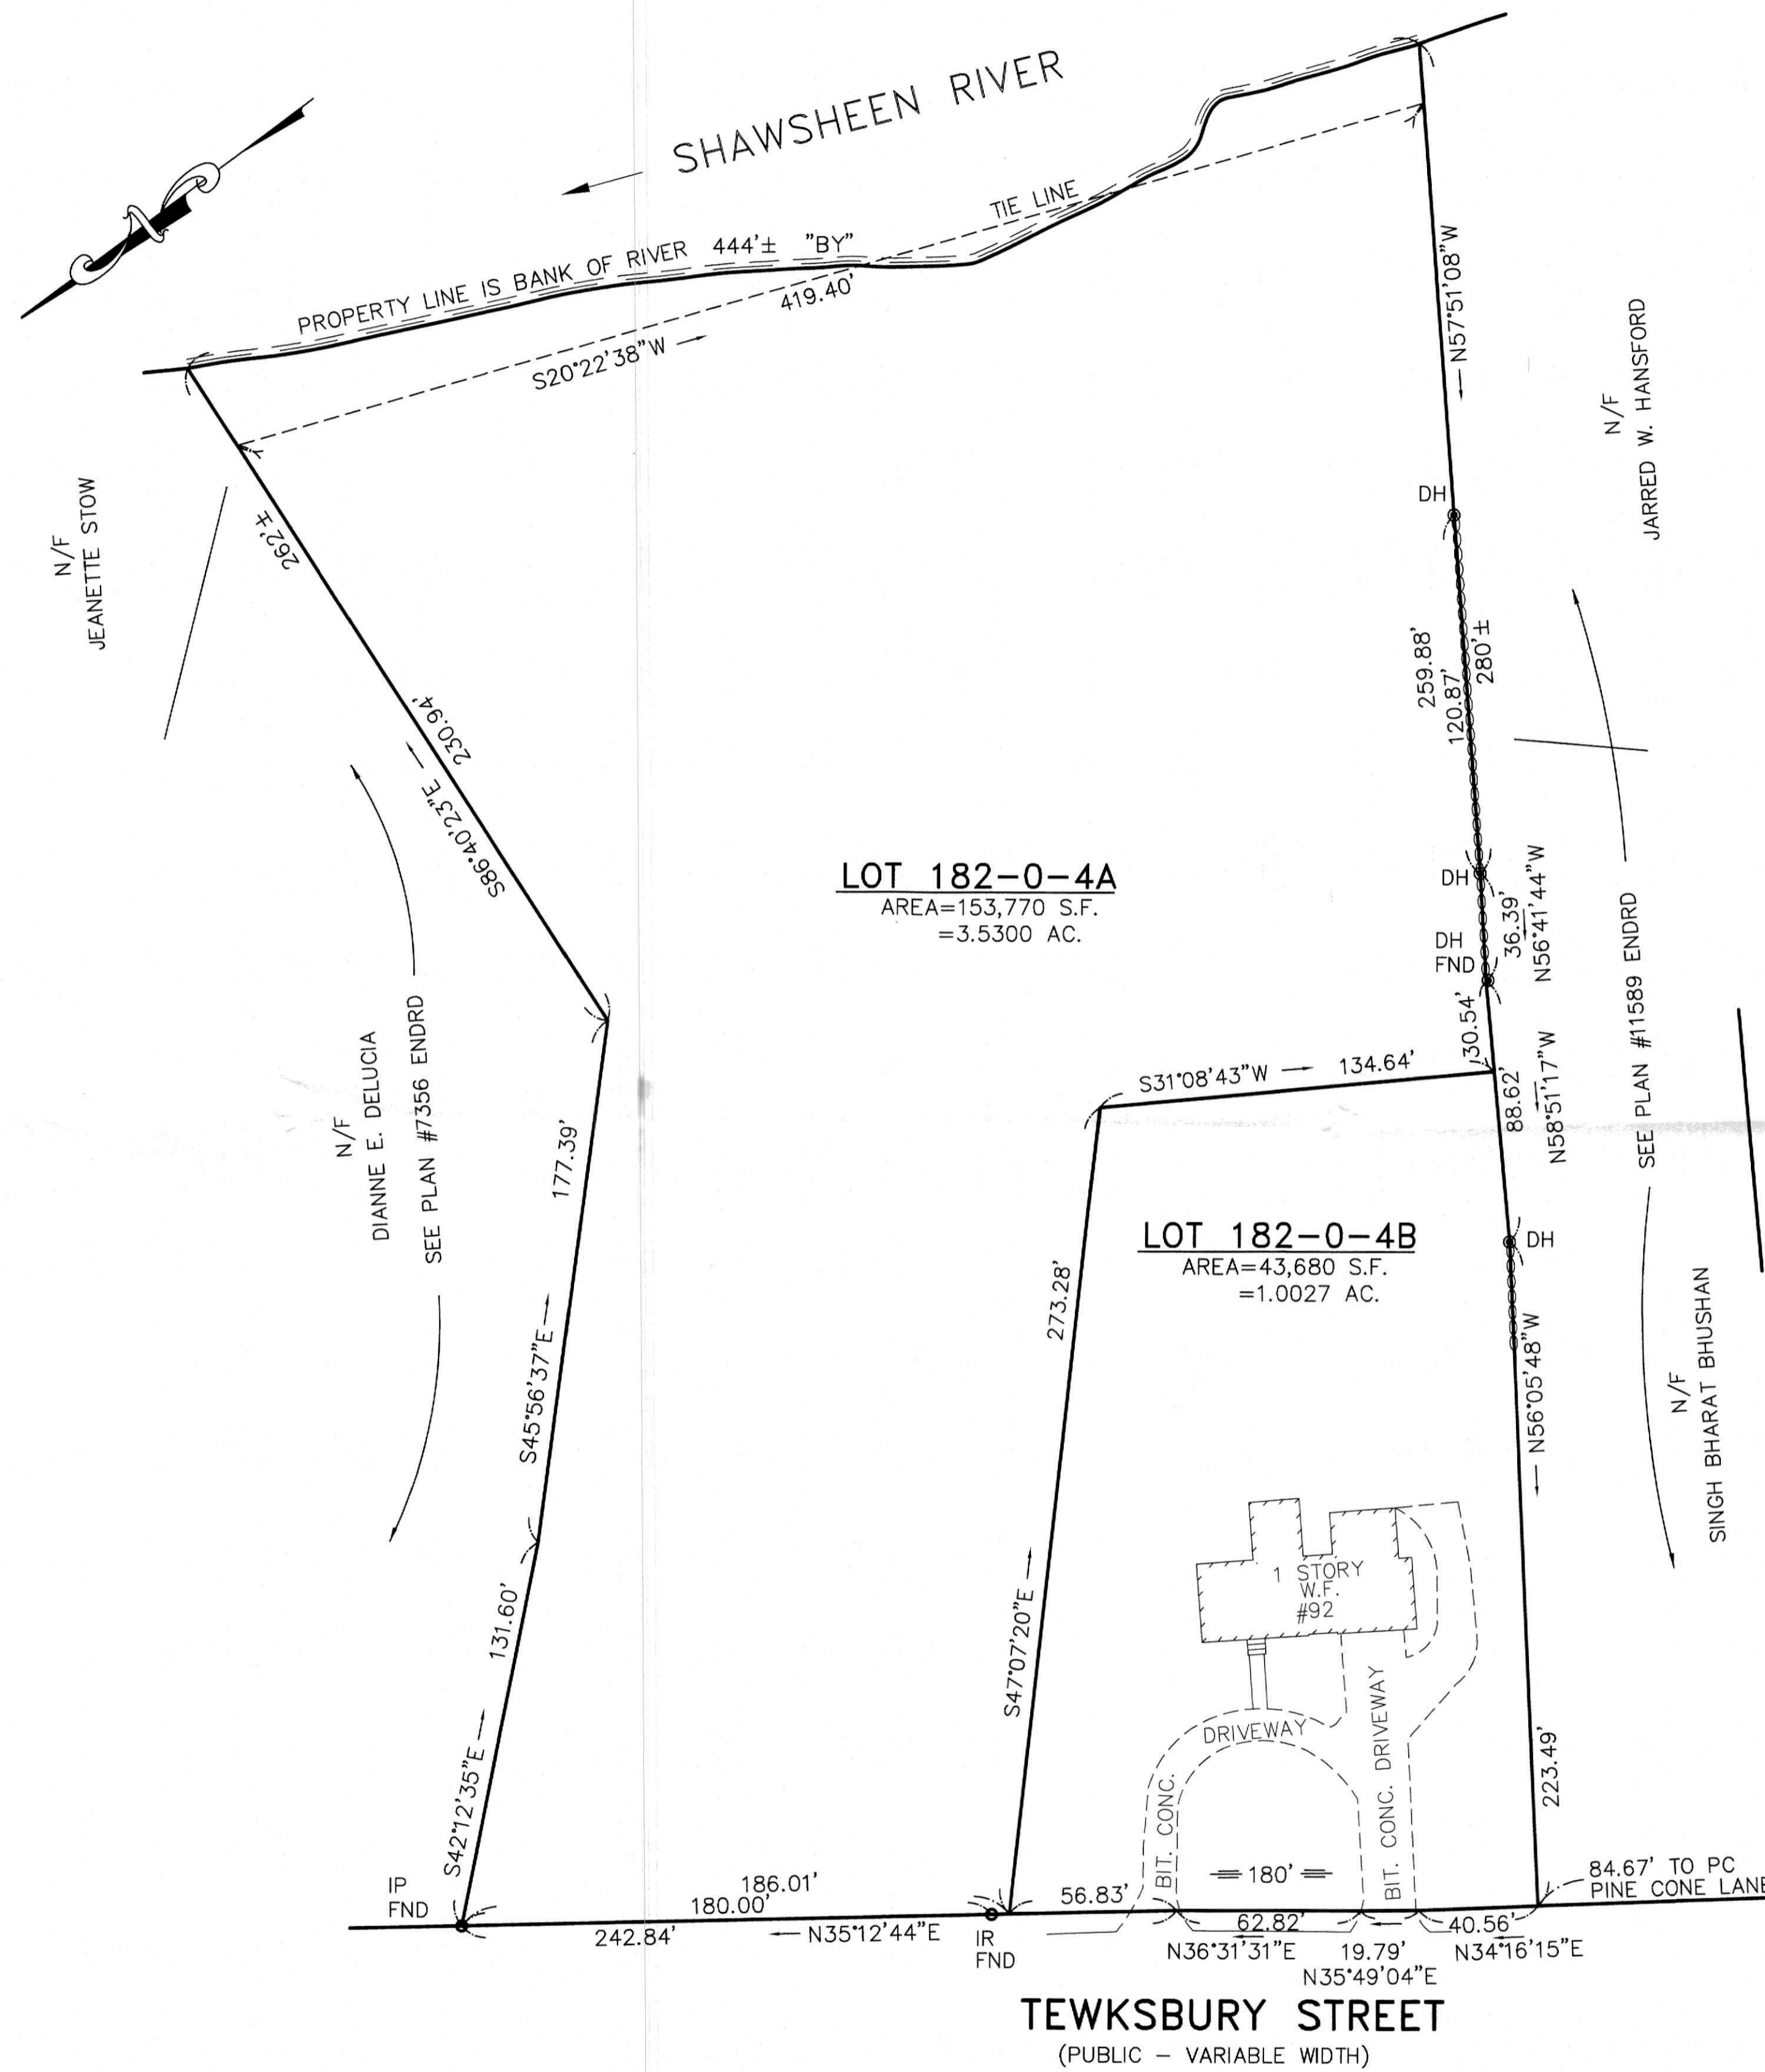 SHAWSHEEN RIVER
TIE LINE
PROPERTY LINE IS BANK OF RIVER 444'± "BY"
419.40'
S20°22'38"W
N57°51'08"W
N/F
JARRED W. HANSFORD
N/F
JEANETTE STOW
262'±
230.94'
S86°40'23"E
DH
259.88'
120.87'
280'±
DH
36.39'
N56°41'44"W
DH
FND
LOT 182-0-4A
AREA=153,770 S.F.
=3.5300 AC.
30.54'
88.62'
N58°51'17"W
SEE PLAN #11589 ENDRD
S31°08'43"W
134.64'
N/F
DIANNE E. DELUCIA
SEE PLAN #7356 ENDRD
177.39'
S45°56'37"E
273.28'
S47°07'20"E
LOT 182-0-4B
AREA=43,680 S.F.
=1.0027 AC.
DH
N56°05'48"W
N/F
SINGH BHARAT BHUSHAN
1 STORY
W.F.
#92
131.60'
S42°12'35"E
DRIVEWAY
BIT. CONC.
BIT. CONC. DRIVEWAY
223.49'
180'
84.67' TO PC
PINE CONE LANE
IP
FND
186.01'
180.00'
56.83'
242.84'
N35°12'44"E
IR
FND
62.82'
N36°31'31"E
19.79'
N35°49'04"E
40.56'
N34°16'15"E
TEWKSBURY STREET
(PUBLIC - VARIABLE WIDTH)